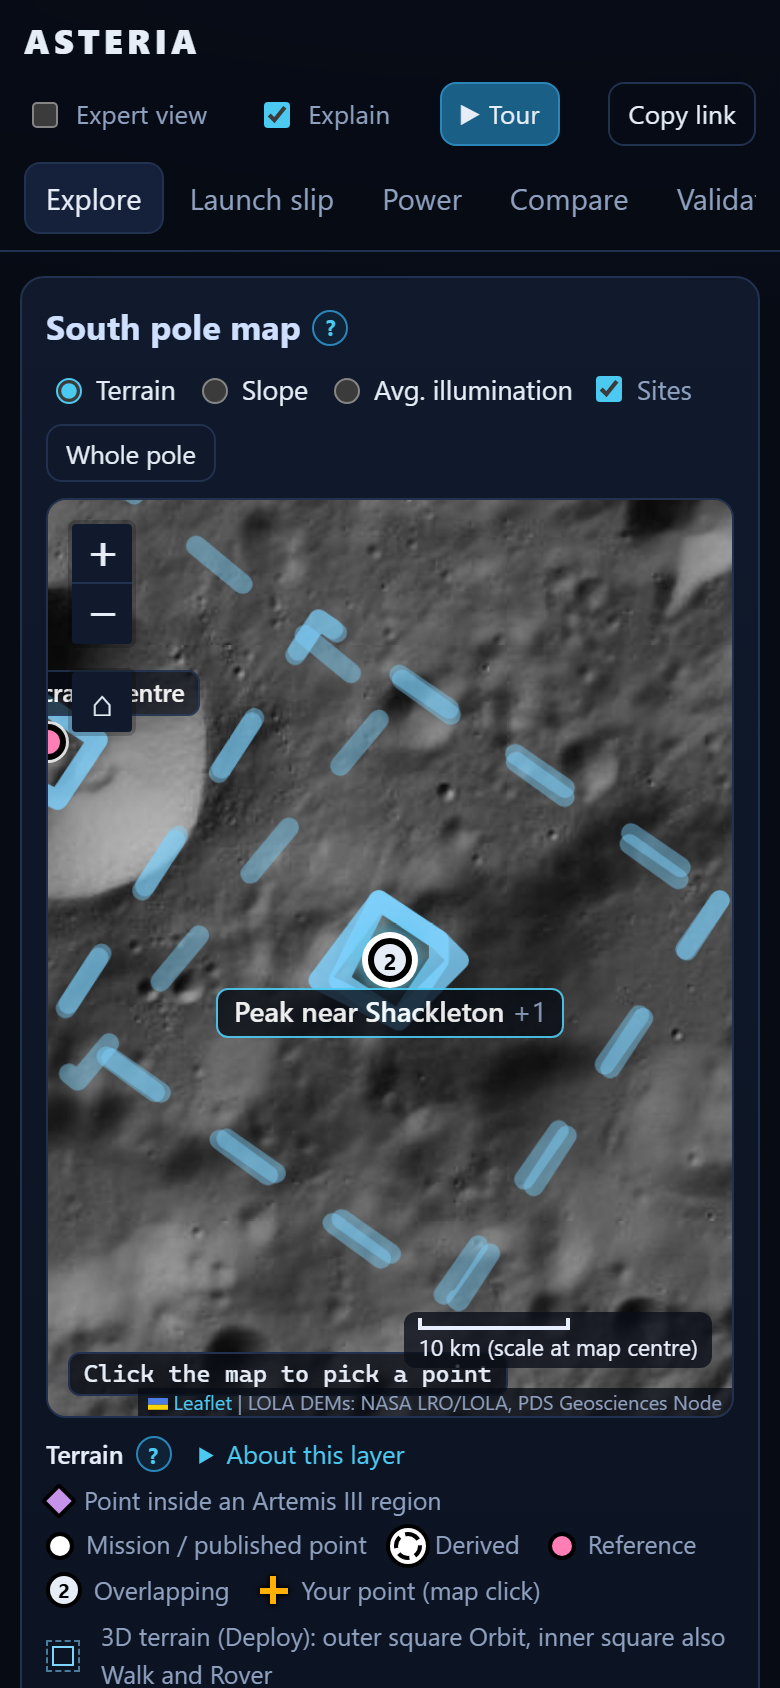 ASTERIA
Expert view Explain ▶ Tour Copy link
Explore Launch slip Power Compare Valida
South pole map ?
Terrain Slope Avg. illumination Sites
Whole pole
+
−
cra entre
2
Peak near Shackleton +1
10 km (scale at map centre)
Click the map to pick a point
Leaflet | LOLA DEMs: NASA LRO/LOLA, PDS Geosciences Node
Terrain ? ▶ About this layer
Point inside an Artemis III region
Mission / published point Derived Reference
2 Overlapping Your point (map click)
3D terrain (Deploy): outer square Orbit, inner square also
Walk and Rover